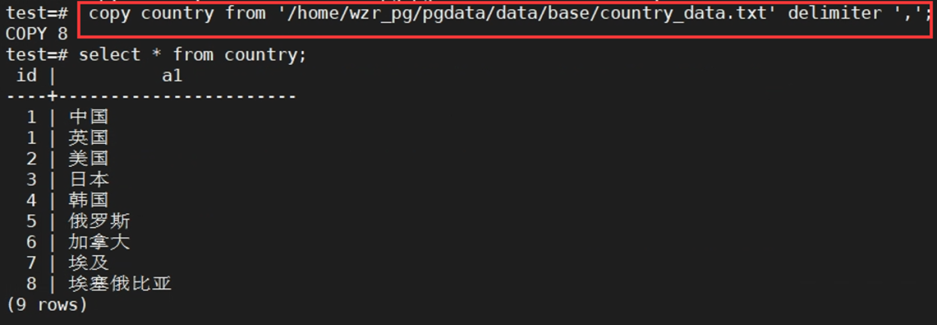 test=# copy country from '/home/wzr_pg/pgdata/data/base/country_data.txt' delimiter ',';
COPY 8
test=# select * from country;
 id |          a1
----+-----------------------
  1 | 中国
  1 | 英国
  2 | 美国
  3 | 日本
  4 | 韩国
  5 | 俄罗斯
  6 | 加拿大
  7 | 埃及
  8 | 埃塞俄比亚
(9 rows)